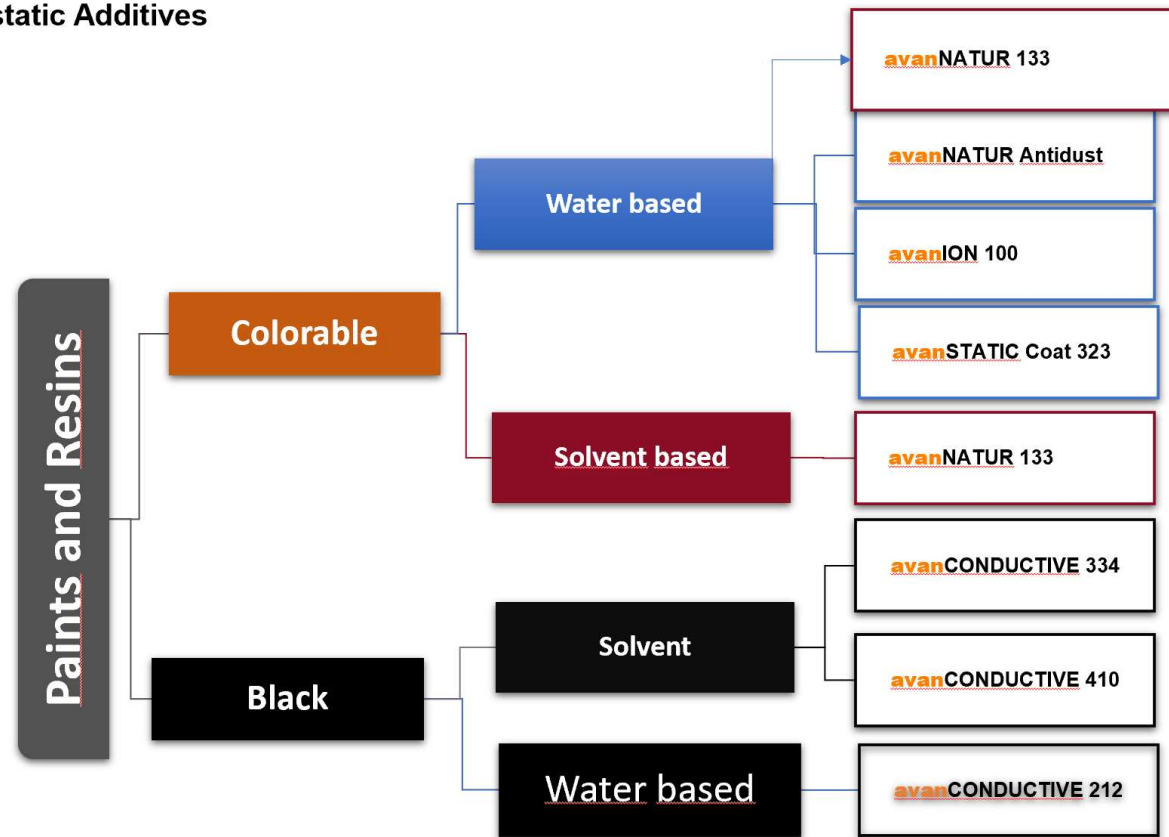 static Additives
avanNATUR 133
avanNATUR Antidust
Water based
avanION 100
Colorable
avanSTATIC Coat 323
Solvent based
avanNATUR 133
Paints and Resins
avanCONDUCTIVE 334
Solvent
avanCONDUCTIVE 410
Black
Water based
avanCONDUCTIVE 212